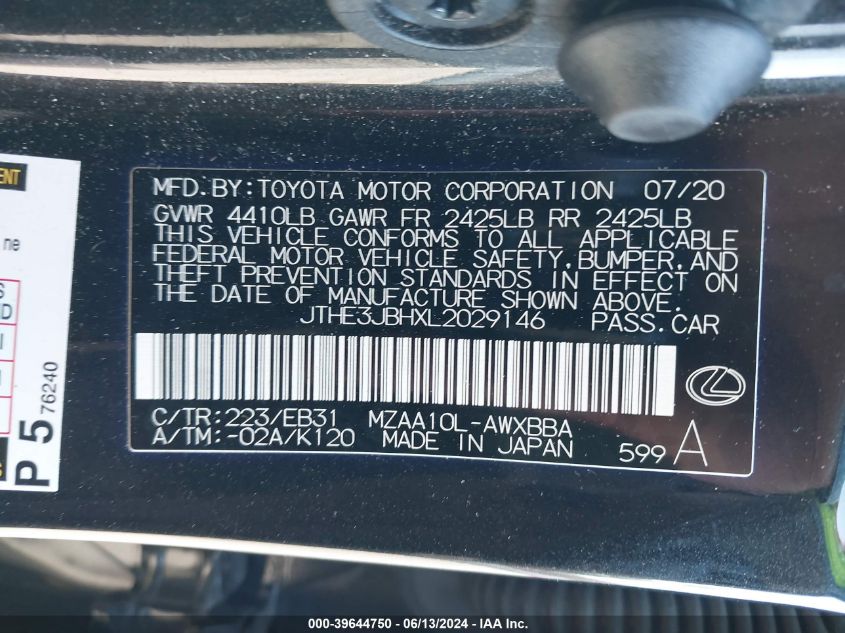 MFD.BY:TOYOTA MOTOR CORPORATION 07/20
GVWR 4410LB GAWR FR 2425LB RR 2425LB
THIS VEHICLE CONFORMS TO ALL APPLICABLE
FEDERAL MOTOR VEHICLE SAFETY,BUMPER,AND
THEFT PREVENTION STANDARDS IN EFFECT ON
THE DATE OF MANUFACTURE SHOWN ABOVE.
JTHE3JBHXL2029146 PASS.CAR
C/TR:223/EB31 MZAA10L-AWXBBA
A/TM:-02A/K120 MADE IN JAPAN 599 A
ne
P 5 76240
000-39644750 - 06/13/2024 - IAA Inc.